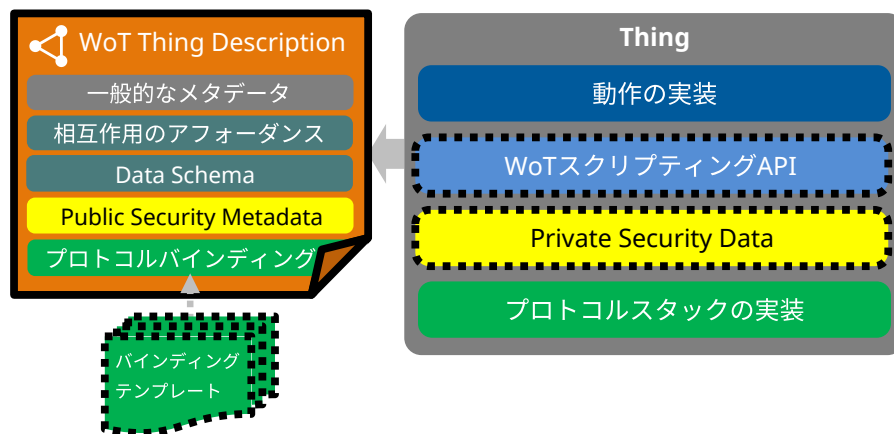 WoT Thing Description
一般的なメタデータ
相互作用のアフォーダンス
Data Schema
Public Security Metadata
プロトコルバインディング
バインディング
テンプレート
Thing
動作の実装
WoTスクリプティングAPI
Private Security Data
プロトコルスタックの実装